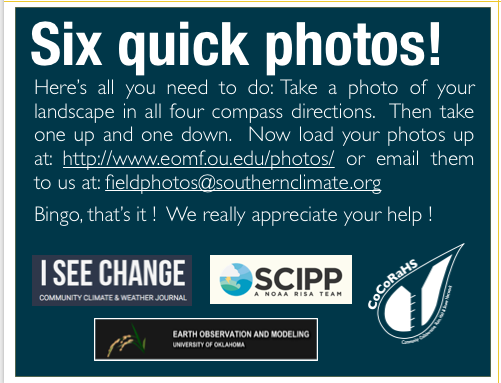 Six quick photos!
Here's all you need to do: Take a photo of your
landscape in all four compass directions. Then take
one up and one down. Now load your photos up
at: http://www.eomf.ou.edu/photos/ or email them
to us at: fieldphotos@southernclimate.org
Bingo, that's it ! We really appreciate your help !
I SEE CHANGE
COMMUNITY CLIMATE & WEATHER JOURNAL
SCIPP
A NOAA RISA TEAM
CoCoRaHS
EARTH OBSERVATION AND MODELING
UNIVERSITY OF OKLAHOMA